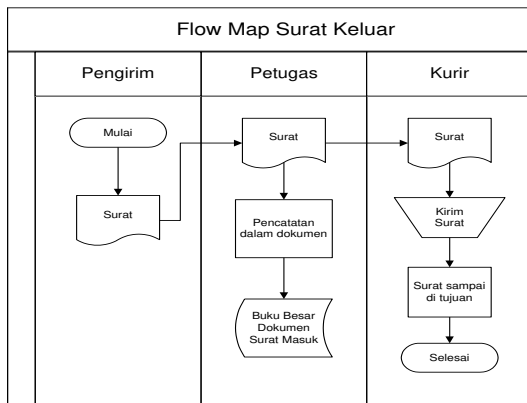 Flow Map Surat Keluar
Pengirim
Petugas
Kurir
Mulai
Surat
Surat
Pencatatan
dalam dokumen
Buku Besar
Dokumen
Surat Masuk
Surat
Kirim
Surat
Surat sampai
di tujuan
Selesai